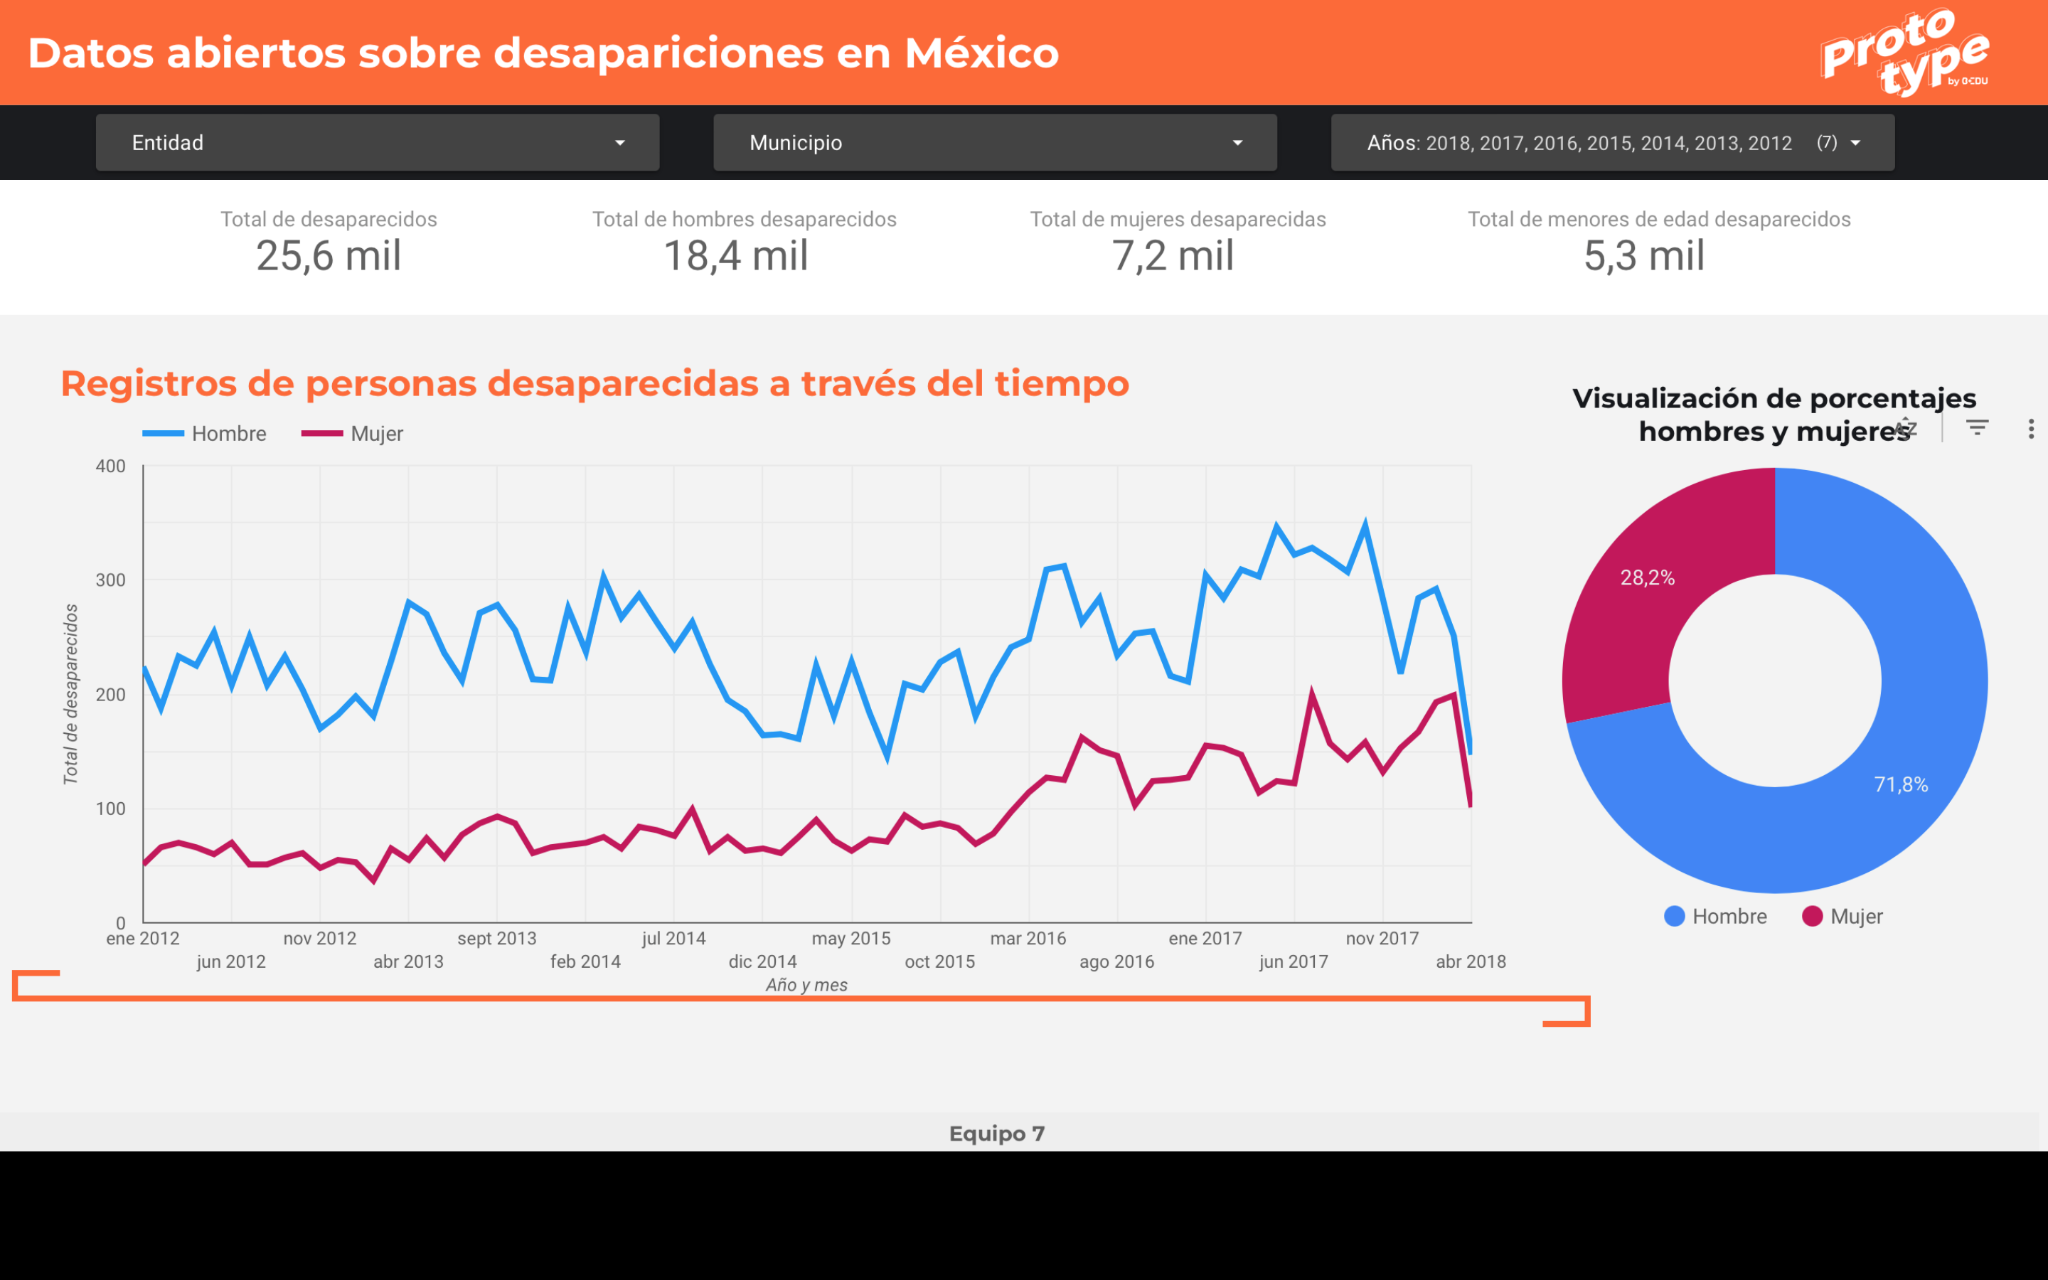 Datos abiertos sobre desapariciones en México
Proto
type
by OCDU
Entidad
Municipio
Años: 2018, 2017, 2016, 2015, 2014, 2013, 2012 (7)
Total de desaparecidos
25,6 mil
Total de hombres desaparecidos
18,4 mil
Total de mujeres desaparecidas
7,2 mil
Total de menores de edad desaparecidos
5,3 mil
Registros de personas desaparecidas a través del tiempo
Hombre Mujer
400
300
200
100
0
Total de desaparecidos
ene 2012
jun 2012
nov 2012
abr 2013
sept 2013
feb 2014
jul 2014
dic 2014
may 2015
oct 2015
mar 2016
ago 2016
ene 2017
jun 2017
nov 2017
abr 2018
Año y mes
Visualización de porcentajes
hombres y mujeres
AZ
28,2%
71,8%
Hombre Mujer
Equipo 7